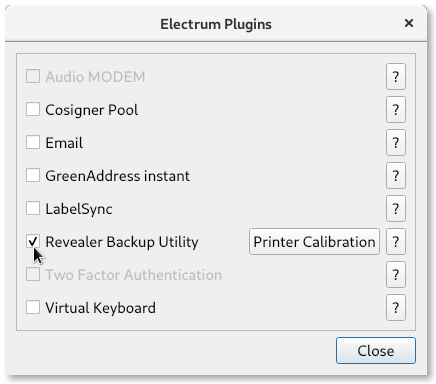 Electrum Plugins ×
Audio MODEM ?
Cosigner Pool ?
Email ?
GreenAddress instant ?
LabelSync ?
Revealer Backup Utility Printer Calibration ?
Two Factor Authentication ?
Virtual Keyboard ?
Close